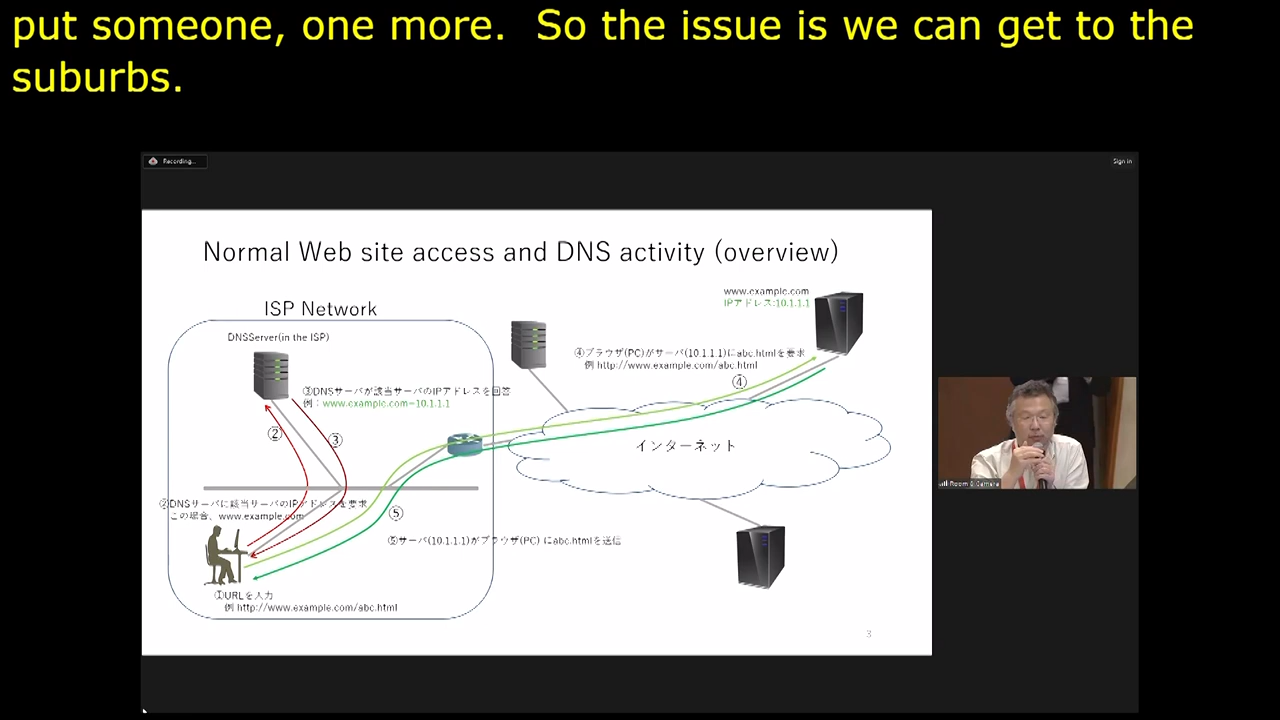 put someone, one more.  So the issue is we can get to the
suburbs.
Recording...
Sign in
Normal Web site access and DNS activity (overview)
ISP Network
DNSServer(in the ISP)
www.example.com
IPアドレス:10.1.1.1
④ブラウザ(PC)がサーバ(10.1.1.1)にabc.htmlを要求
例 http://www.example.com/abc.html
④
③DNSサーバが該当サーバのIPアドレスを回答
例：www.example.com=10.1.1.1
②
③
インターネット
②DNSサーバに該当サーバのIPアドレスを要求
この場合、www.example.com
⑤
⑤サーバ(10.1.1.1)がブラウザ(PC) にabc.htmlを送信
①URLを入力
例 http://www.example.com/abc.html
3
Room
Camera